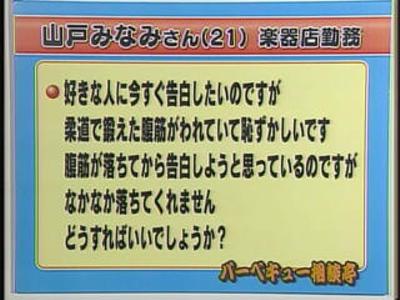 山戸みなみさん(21) 楽器店勤務
好きな人に今すぐ告白したいのですが
柔道で鍛えた腹筋がわれていて恥ずかしいです
腹筋が落ちてから告白しようと思っているのですが
なかなか落ちてくれません
どうすればいいでしょうか?
バーベキュー相談亭